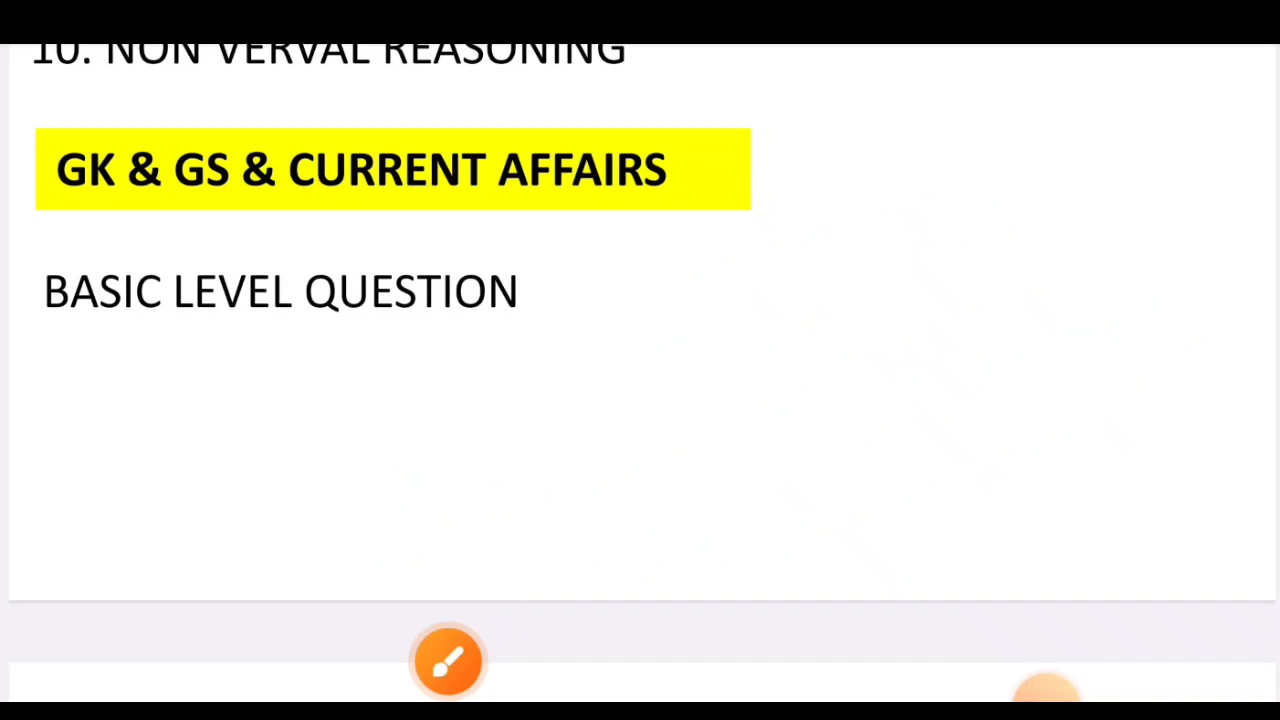 10. NON VERVAL REASONING
GK & GS & CURRENT AFFAIRS
BASIC LEVEL QUESTION